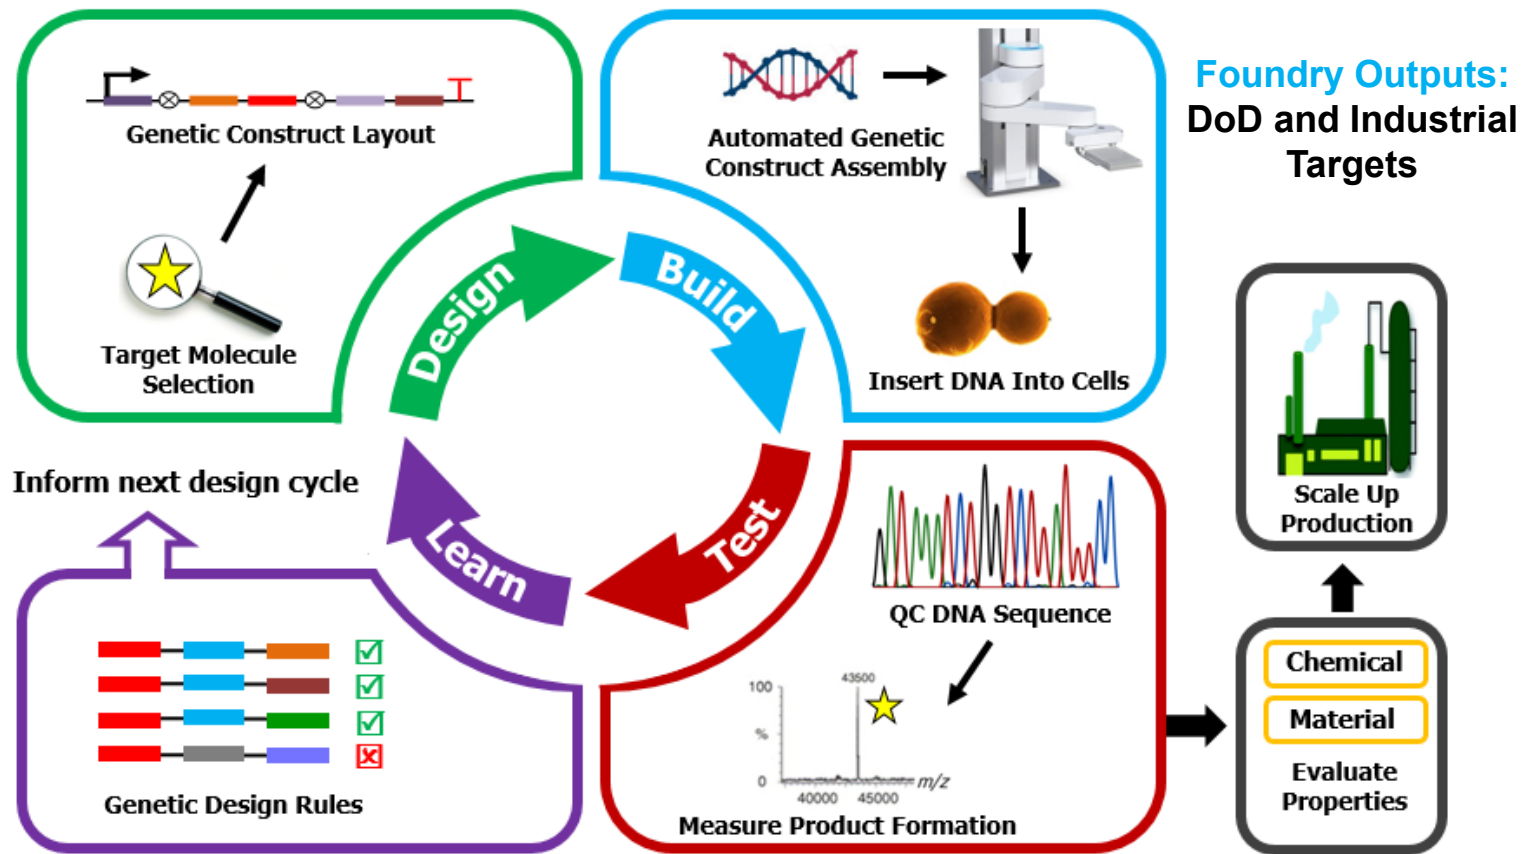 Genetic Construct Layout
Target Molecule
Selection
Design
Automated Genetic
Construct Assembly
Insert DNA Into Cells
Build
Foundry Outputs:
DoD and Industrial
Targets
Test
QC DNA Sequence
100
%
0
43500
40000 45000
m/z
Measure Product Formation
Learn
Inform next design cycle
Genetic Design Rules
Scale Up
Production
Chemical
Material
Evaluate
Properties